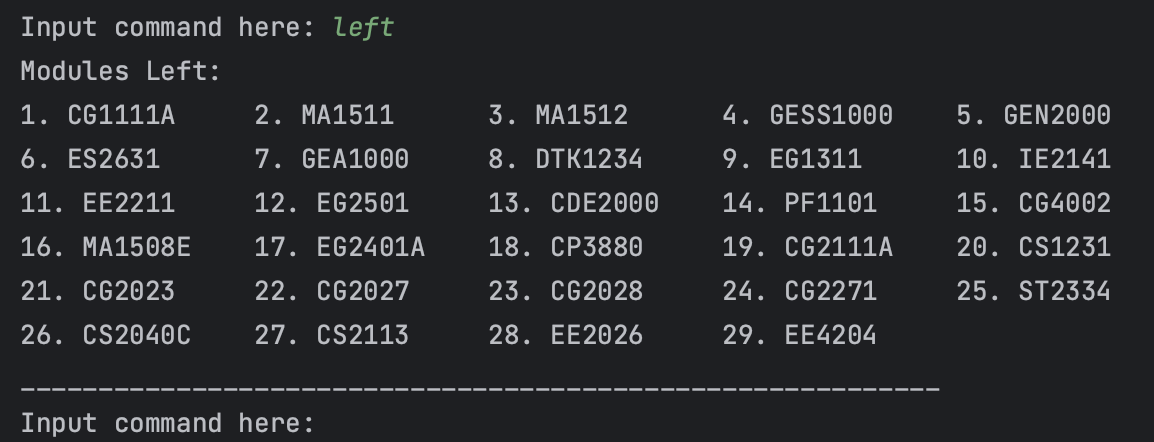 Input command here: left
Modules Left:
1. CG1111A     2. MA1511      3. MA1512      4. GESS1000    5. GEN2000
6. ES2631      7. GEA1000     8. DTK1234     9. EG1311      10. IE2141
11. EE2211     12. EG2501     13. CDE2000    14. PF1101     15. CG4002
16. MA1508E    17. EG2401A    18. CP3880     19. CG2111A    20. CS1231
21. CG2023     22. CG2027     23. CG2028     24. CG2271     25. ST2334
26. CS2040C    27. CS2113     28. EE2026     29. EE4204
___________________________________________________________
Input command here: